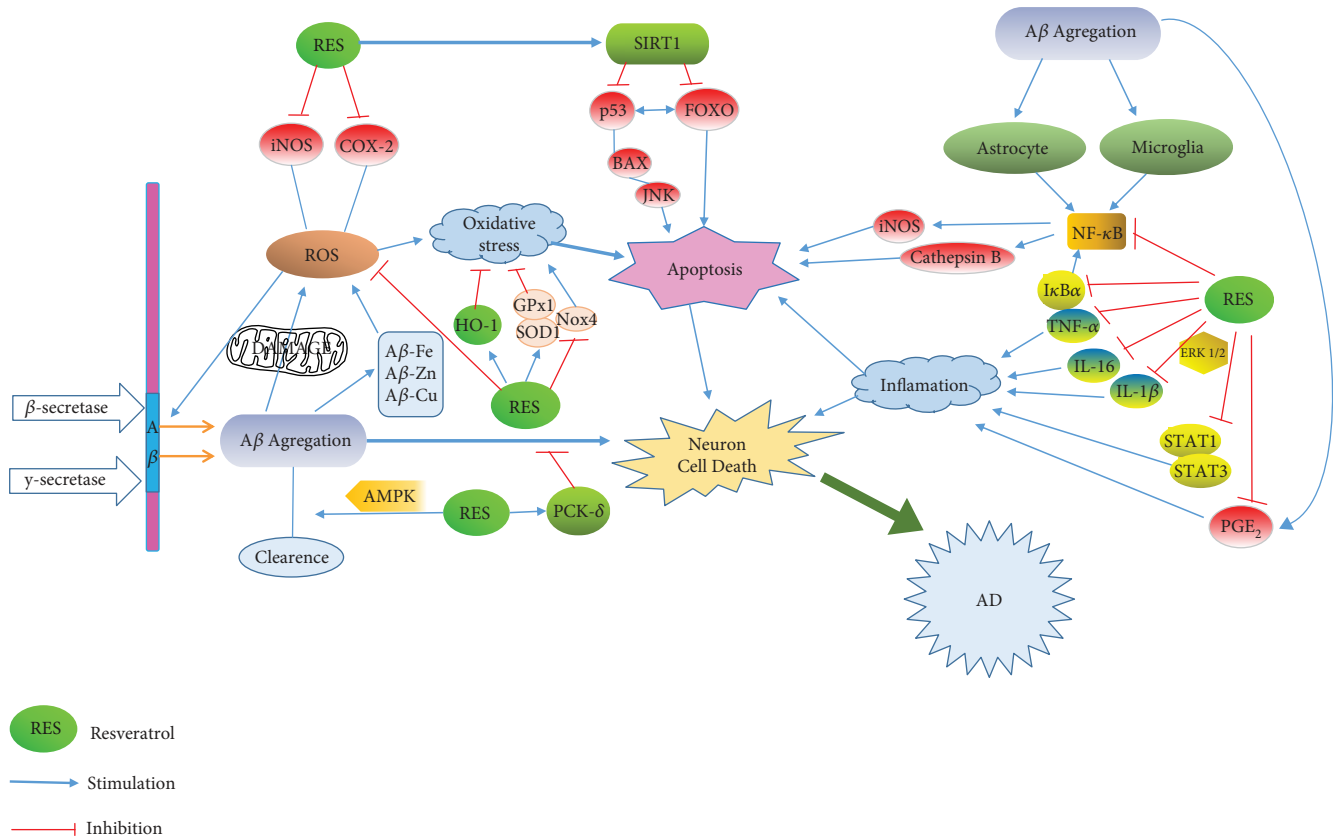 RES
SIRT1
Aβ Agregation
p53
FOXO
iNOS
COX-2
Astrocyte
Microglia
BAX
JNK
Oxidative
stress
iNOS
NF-κB
ROS
Apoptosis
Cathepsin B
IκBα
RES
GPx1
HO-1
SOD1
Nox4
TNF-α
DAMAGE
Aβ-Fe
Aβ-Zn
Aβ-Cu
ERK 1/2
IL-16
Inflamation
IL-1β
β-secretase
RES
A
β
Aβ Agregation
Neuron
Cell Death
STAT1
STAT3
y-secretase
AMPK
RES
PCK-δ
PGE₂
Clearence
AD
RES
Resveratrol
Stimulation
Inhibition